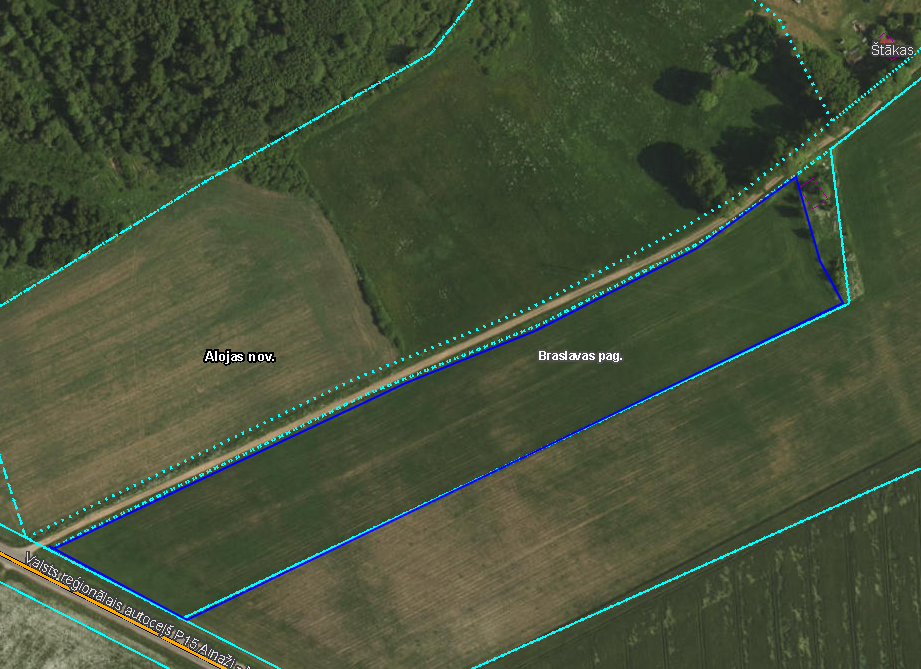 Štākas
Alojas nov.
Braslavas pag.
Valsts reģionālais autoceļš P15 Ainaži -